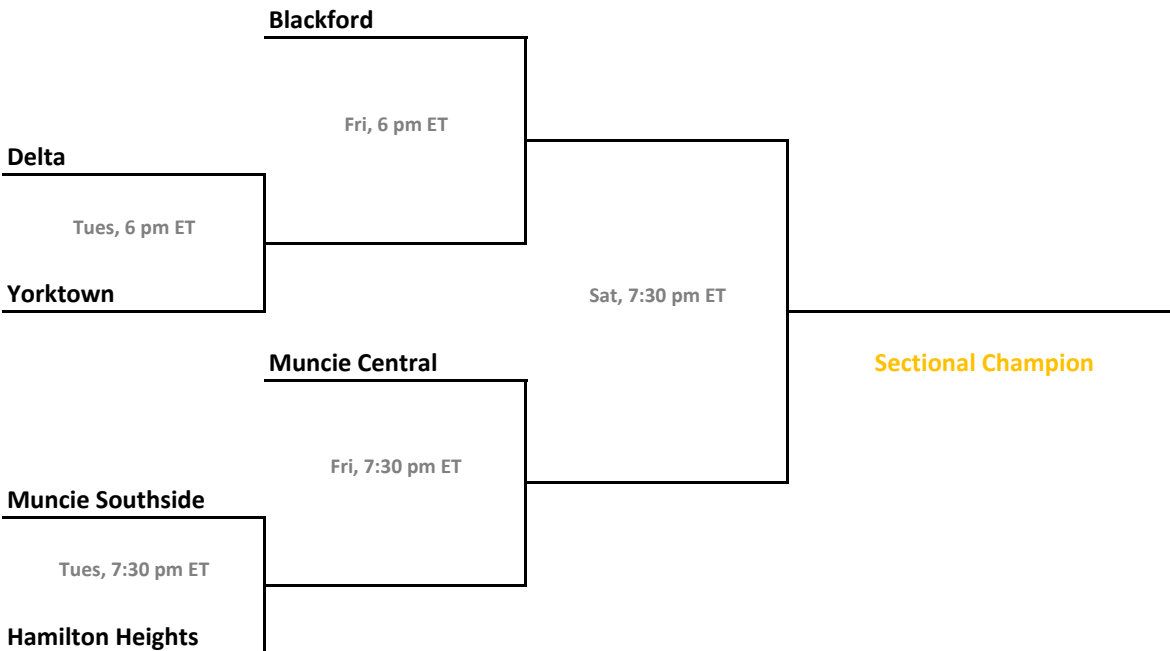 Blackford
Fri, 6 pm ET
Delta
Tues, 6 pm ET
Yorktown
Sat, 7:30 pm ET
Muncie Central
Sectional Champion
Fri, 7:30 pm ET
Muncie Southside
Tues, 7:30 pm ET
Hamilton Heights